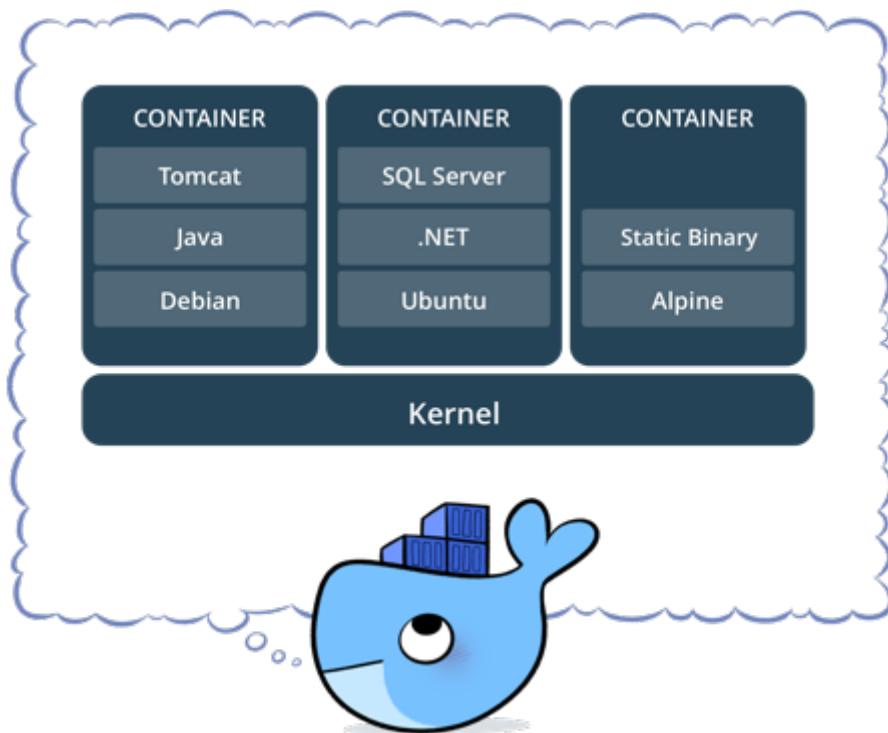 CONTAINER
Tomcat
Java
Debian
CONTAINER
SQL Server
.NET
Ubuntu
CONTAINER
Static Binary
Alpine
Kernel